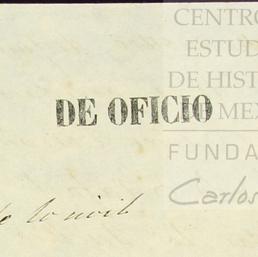 CENTRO
ESTUD
DE HIST
MEX
DE OFICIO
FUNDA
Carlos
lo civil